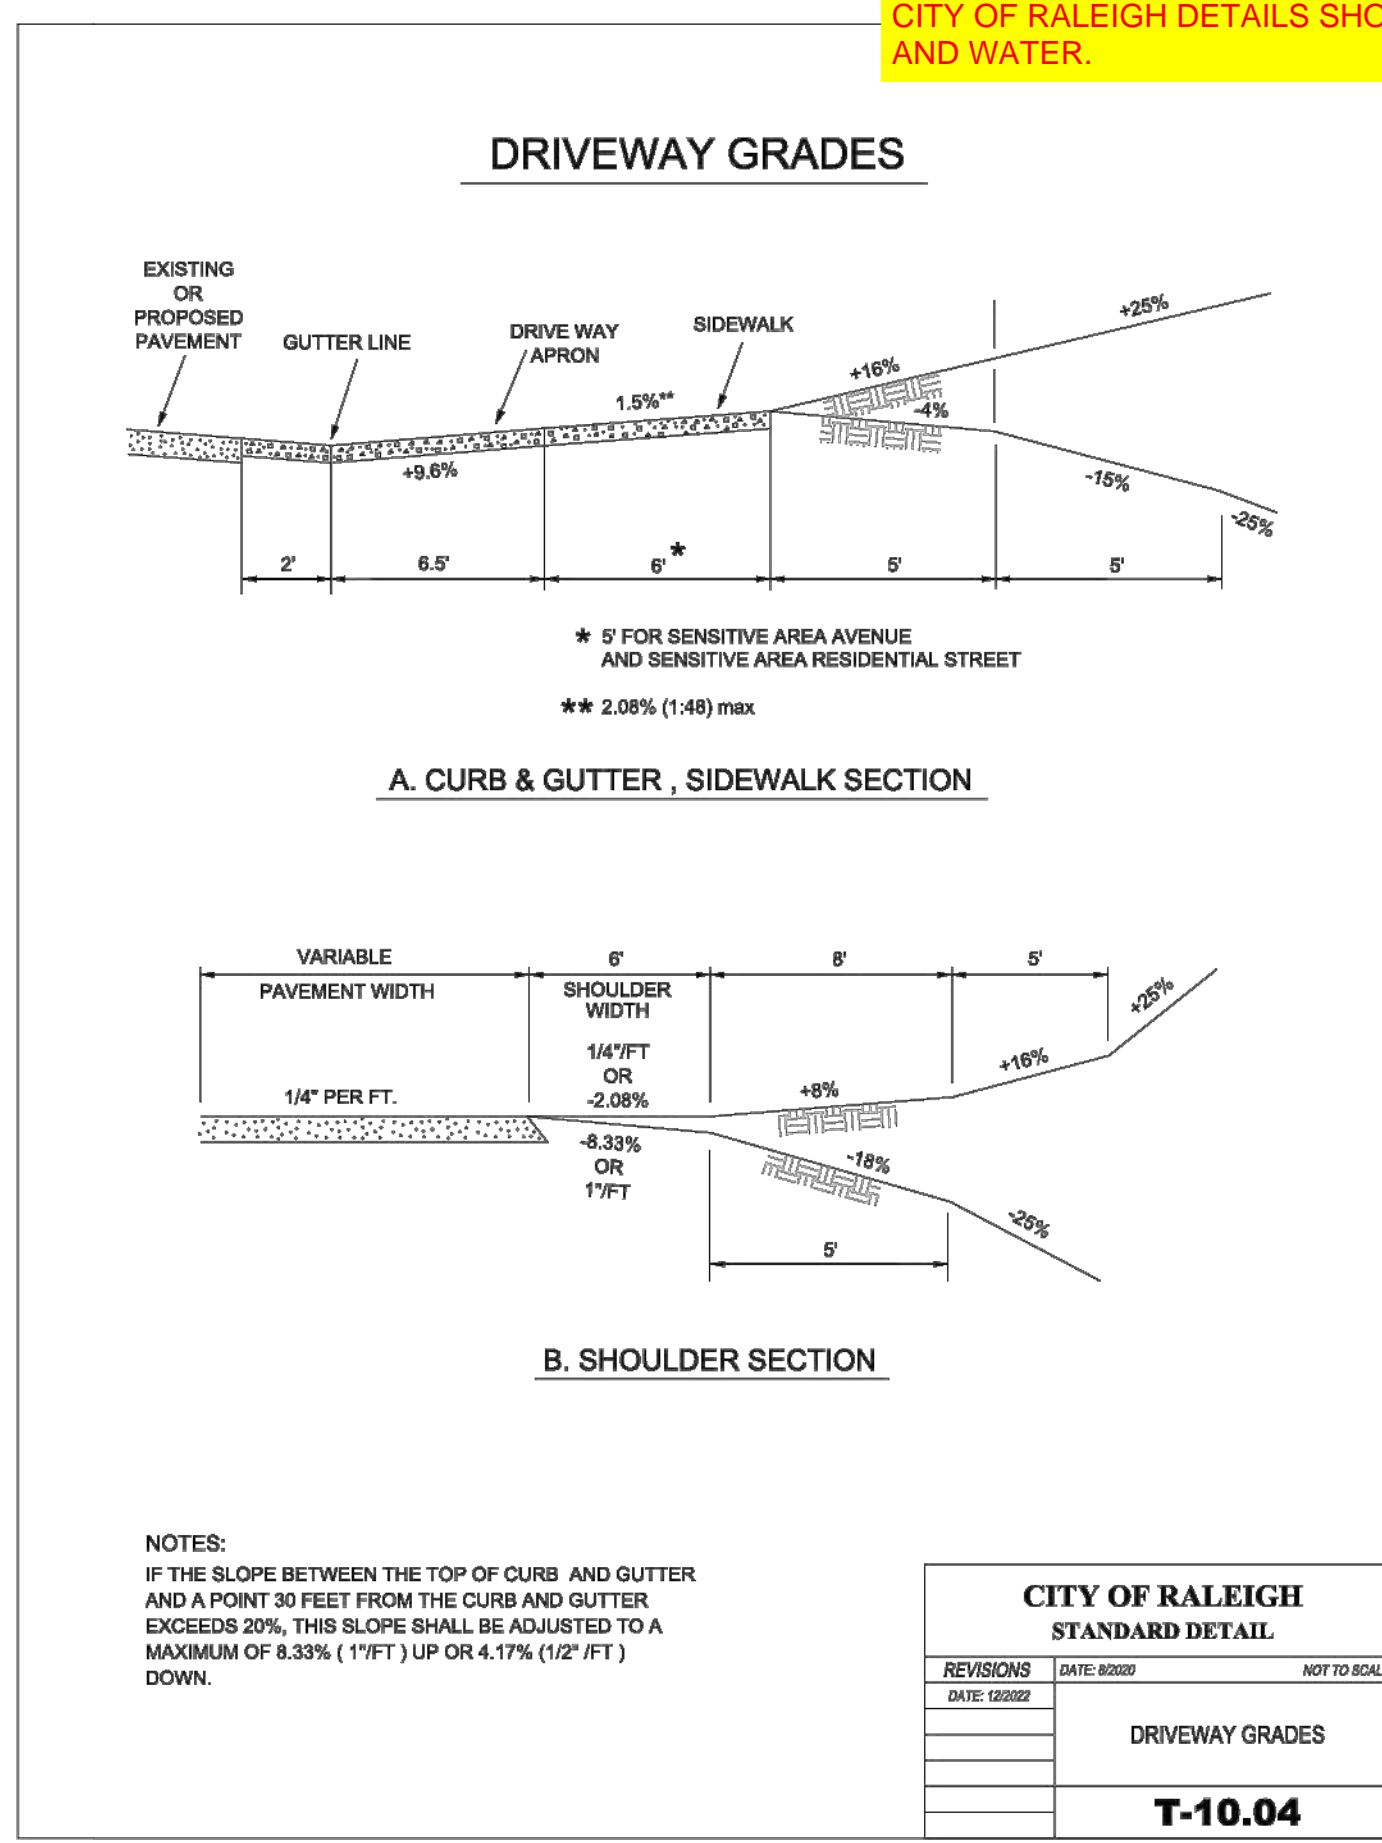 CITY OF RALEIGH DETAILS SHO
AND WATER.
DRIVEWAY GRADES
EXISTING
OR
PROPOSED
PAVEMENT
GUTTER LINE
DRIVE WAY
APRON
SIDEWALK
1.5%**
+9.6%
+16%
-4%
+25%
-15%
-25%
2'
6.5'
6' *
5'
5'
* 5' FOR SENSITIVE AREA AVENUE
AND SENSITIVE AREA RESIDENTIAL STREET
** 2.08% (1:48) max
A. CURB & GUTTER , SIDEWALK SECTION
VARIABLE
PAVEMENT WIDTH
6'
SHOULDER
WIDTH
8'
5'
1/4"/FT
OR
-2.08%
1/4" PER FT.
-8.33%
OR
1"/FT
+8%
+16%
+25%
-18%
-25%
5'
B. SHOULDER SECTION
NOTES:
IF THE SLOPE BETWEEN THE TOP OF CURB AND GUTTER
AND A POINT 30 FEET FROM THE CURB AND GUTTER
EXCEEDS 20%, THIS SLOPE SHALL BE ADJUSTED TO A
MAXIMUM OF 8.33% ( 1"/FT ) UP OR 4.17% (1/2" /FT )
DOWN.
CITY OF RALEIGH
STANDARD DETAIL
REVISIONS
DATE: 8/2020
NOT TO SCAL
DATE: 12/2022
DRIVEWAY GRADES
T-10.04